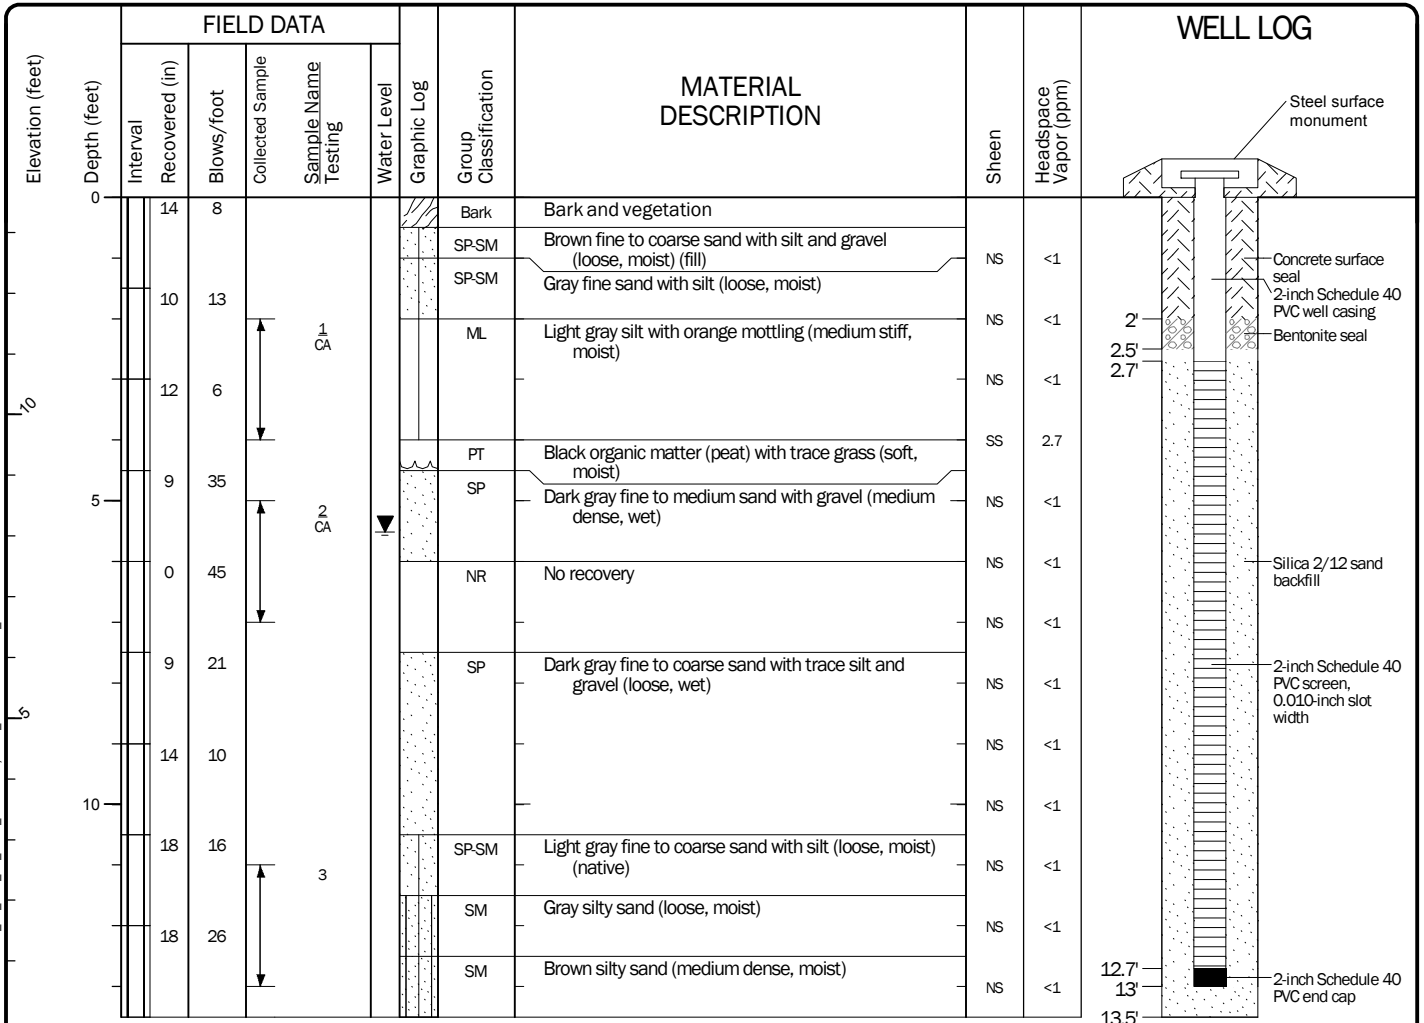 FIELD DATA
WELL LOG
Elevation (feet)
Depth (feet)
Interval
Recovered (in)
Blows/foot
Collected Sample
Sample Name
Testing
Water Level
Graphic Log
Group
Classification
MATERIAL
DESCRIPTION
Sheen
Headspace
Vapor (ppm)
Steel surface
monument
0
14 8 Bark Bark and vegetation
SP-SM Brown fine to coarse sand with silt and gravel
(loose, moist) (fill) NS <1
Concrete surface
seal
SP-SM Gray fine sand with silt (loose, moist)
10 13
2-inch Schedule 40
PVC well casing
NS <1 2'
1
CA
ML Light gray silt with orange mottling (medium stiff,
moist)
Bentonite seal
2.5'
2.7'
NS <1
12 6
10
SS 2.7
PT Black organic matter (peat) with trace grass (soft,
moist)
9 35
SP Dark gray fine to medium sand with gravel (medium
dense, wet)
5 NS <1
2
CA
NS <1
Silica 2/12 sand
backfill
0 45 NR No recovery
NS <1
9 21 SP Dark gray fine to coarse sand with trace silt and
gravel (loose, wet)
NS <1
2-inch Schedule 40
PVC screen,
0.010-inch slot
width
5
14 10
NS <1
10 NS <1
18 16 SP-SM Light gray fine to coarse sand with silt (loose, moist)
(native)
NS <1
3
SM Gray silty sand (loose, moist)
NS <1
18 26
SM Brown silty sand (medium dense, moist)
12.7'
NS <1 13'
2-inch Schedule 40
PVC end cap
13.5'